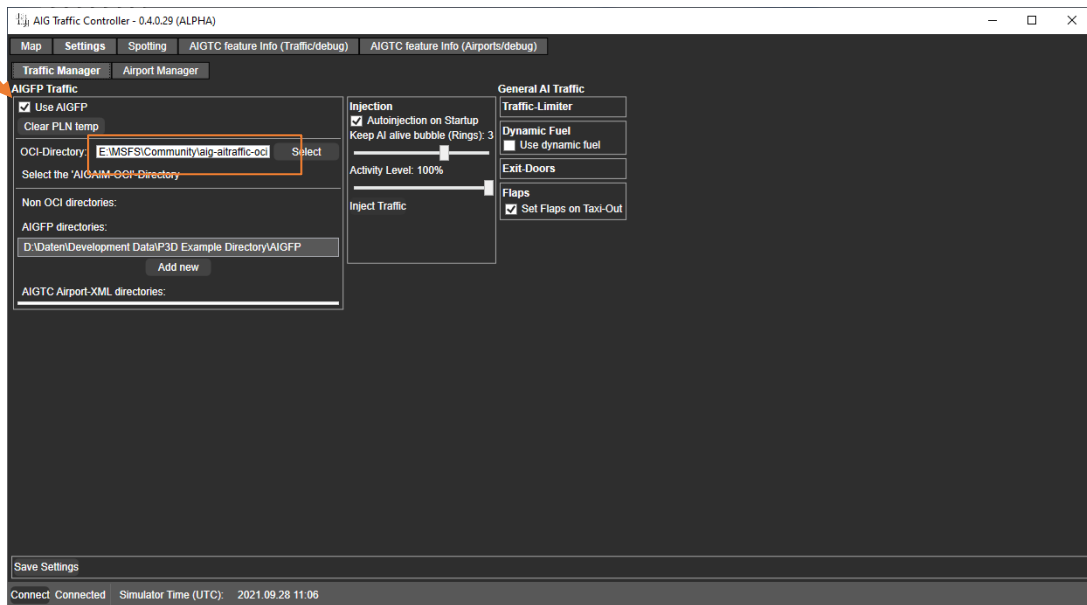 AIG Traffic Controller - 0.4.0.29 (ALPHA)
Map Settings Spotting AIGTC feature Info (Traffic/debug) AIGTC feature Info (Airports/debug)
Traffic Manager Airport Manager
AIGFP Traffic
Use AIGFP
Clear PLN temp
OCI-Directory: E:\MSFS\Community\aig-aitraffic-oci Select
Select the 'AIGAIM-OCI'-Directory
Non OCI directories:
AIGFP directories:
D:\Daten\Development Data\P3D Example Directory\AIGFP
Add new
AIGTC Airport-XML directories:
Injection
Autoinjection on Startup
Keep AI alive bubble (Rings): 3
Activity Level: 100%
Inject Traffic
General AI Traffic
Traffic-Limiter
Dynamic Fuel
Use dynamic fuel
Exit-Doors
Flaps
Set Flaps on Taxi-Out
Save Settings
Connect Connected Simulator Time (UTC): 2021.09.28 11:06